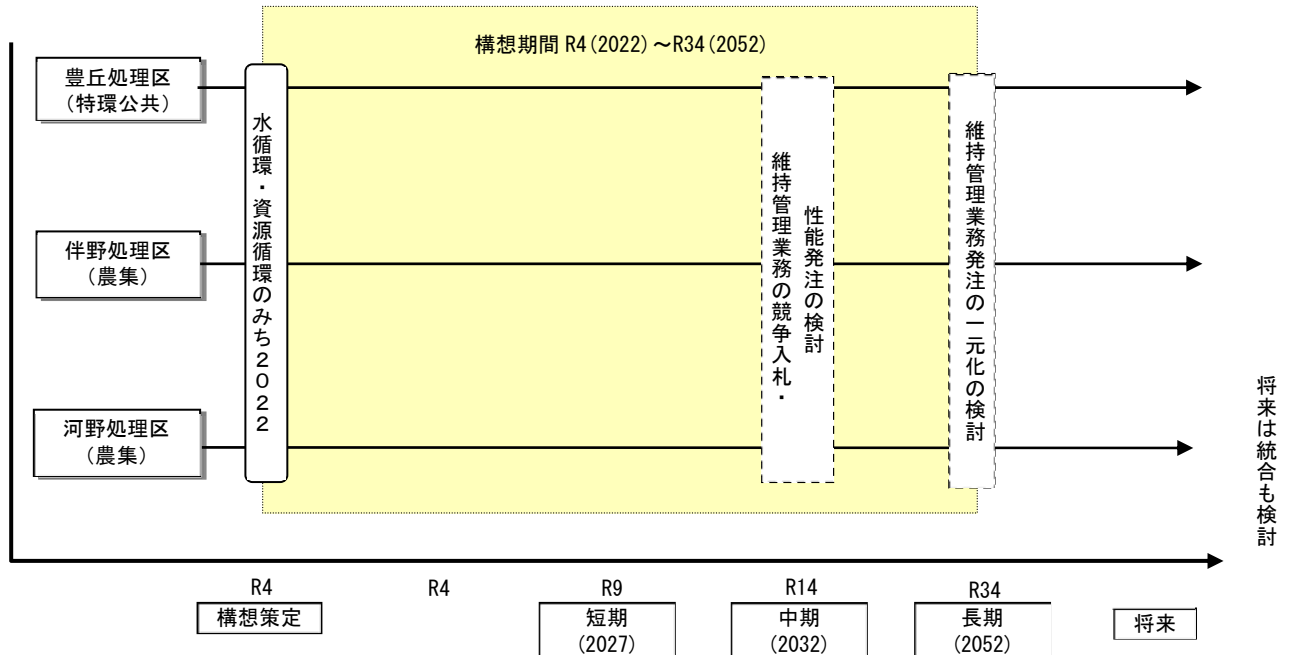 構想期間 R4(2022)～R34(2052)
豊丘処理区
（特環公共）
伴野処理区
（農集）
河野処理区
（農集）
水循環・資源循環のみち２０２２
維持管理業務の競争入札・
性能発注の検討
維持管理業務発注の一元化の検討
将来は統合も検討
R4
R4
R9
R14
R34
構想策定
短期
(2027)
中期
(2032)
長期
(2052)
将来